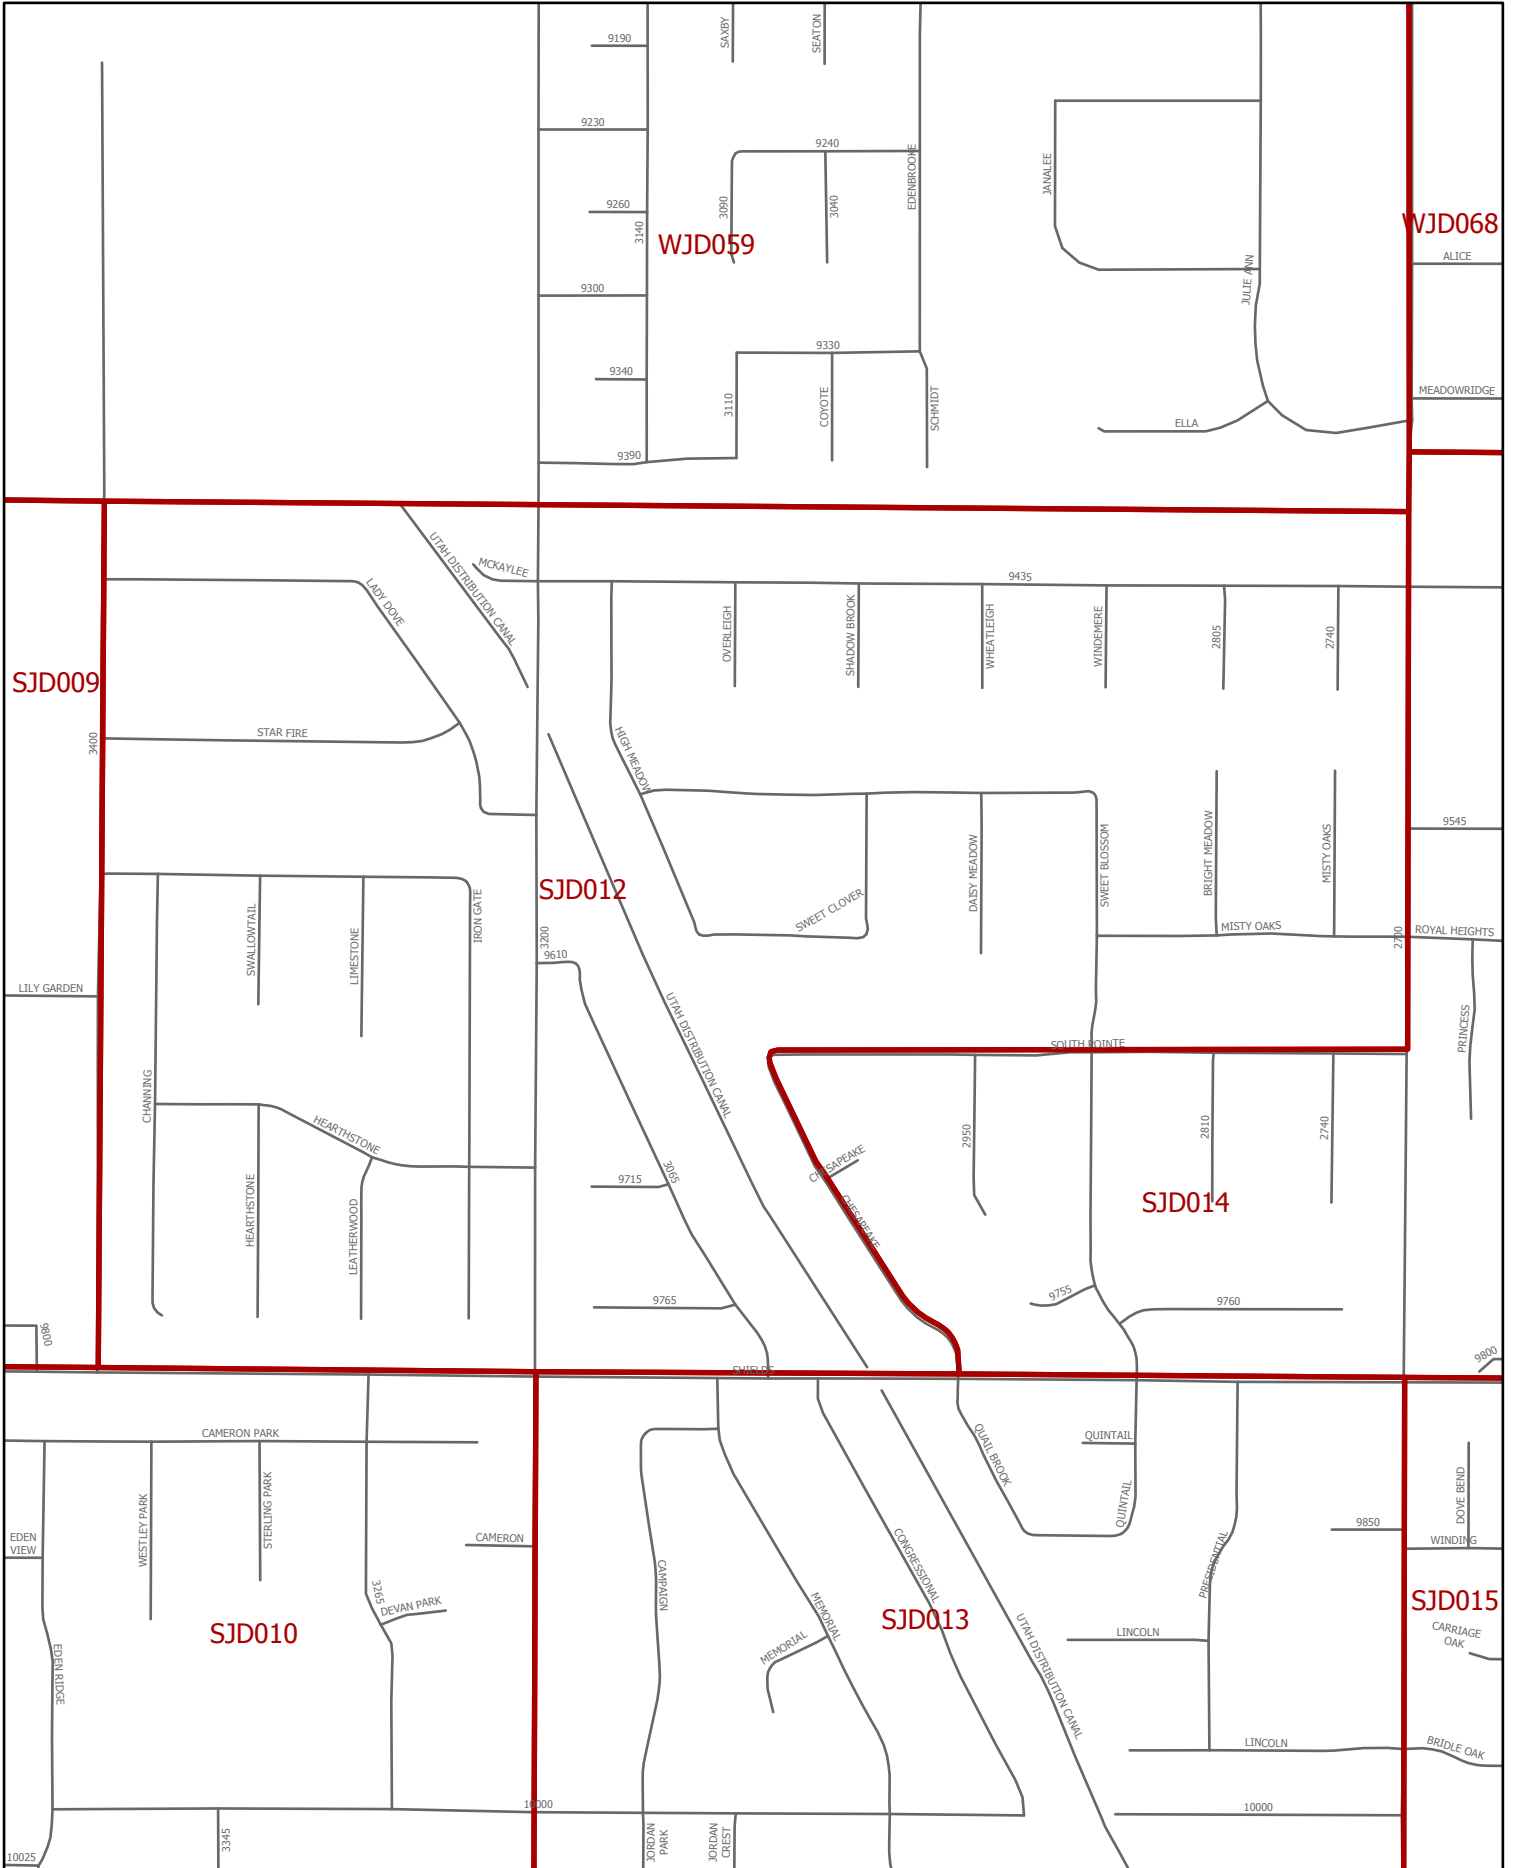 SAXBY
SEATON
9190
9230
9240
EDENBROOKE
JANALEE
9260
3090
3040
3140
WJD059
WJD068
ALICE
JULIE ANN
9300
9330
9340
3110
COYOTE
SCHMIDT
MEADOWRIDGE
ELLA
9390
UTAH DISTRIBUTION CANAL
MCKAYLEE
9435
LADY DOVE
OVERLEIGH
SHADOW BROOK
WHEATLEIGH
WINDEMERE
2805
2740
SJD009
STAR FIRE
3400
HIGH MEADOW
9545
SWEET BLOSSOM
BRIGHT MEADOW
MISTY OAKS
DAISY MEADOW
SJD012
SWEET CLOVER
IRON GATE
SWALLOWTAIL
LIMESTONE
3200
9610
MISTY OAKS
2700
ROYAL HEIGHTS
LILY GARDEN
UTAH DISTRIBUTION CANAL
PRINCESS
SOUTH POINTE
CHANNING
HEARTHSTONE
2950
2810
2740
CHESAPEAKE
9715
3065
HEARTHSTONE
LEATHERWOOD
CHESAPEAKE
SJD014
9755
9760
9765
9800
9800
SHIELDS
CAMERON PARK
QUAIL BROOK
QUINTAIL
WESTLEY PARK
STERLING PARK
QUINTAIL
DOVE BEND
EDEN
VIEW
CAMERON
9850
WINDING
CONGRESSIONAL
PRESIDENTIAL
CAMPAIGN
3265
DEVAN PARK
MEMORIAL
SJD010
SJD013
SJD015
LINCOLN
CARRIAGE
OAK
MEMORIAL
UTAH DISTRIBUTION CANAL
EDEN RIDGE
LINCOLN
BRIDLE OAK
10000
10000
3345
JORDAN
PARK
JORDAN
CREST
10025